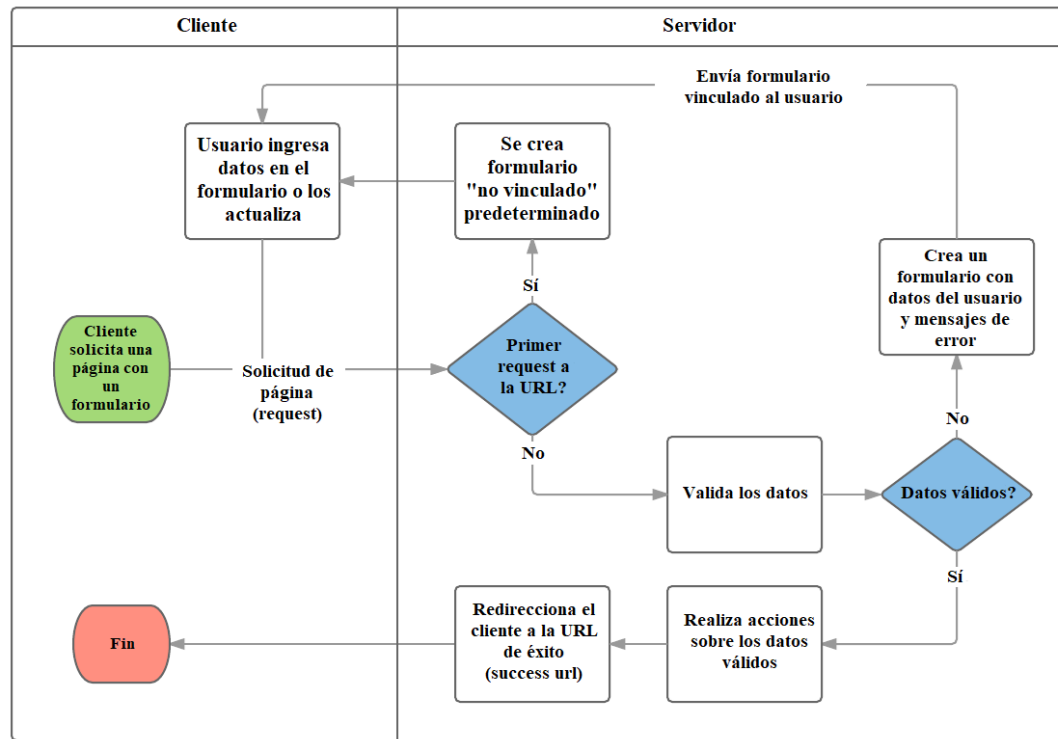 Cliente
Servidor
Envía formulario
vinculado al usuario
Usuario ingresa
datos en el
formulario o los
actualiza
Se crea
formulario
"no vinculado"
predeterminado
Crea un
formulario con
datos del usuario
y mensajes de
error
Sí
Cliente
solicita una
página con
un
formulario
Solicitud de
página
(request)
Primer
request a
la URL?
No
No
Valida los datos
Datos válidos?
Sí
Fin
Redirecciona el
cliente a la URL
de éxito
(success url)
Realiza acciones
sobre los datos
válidos